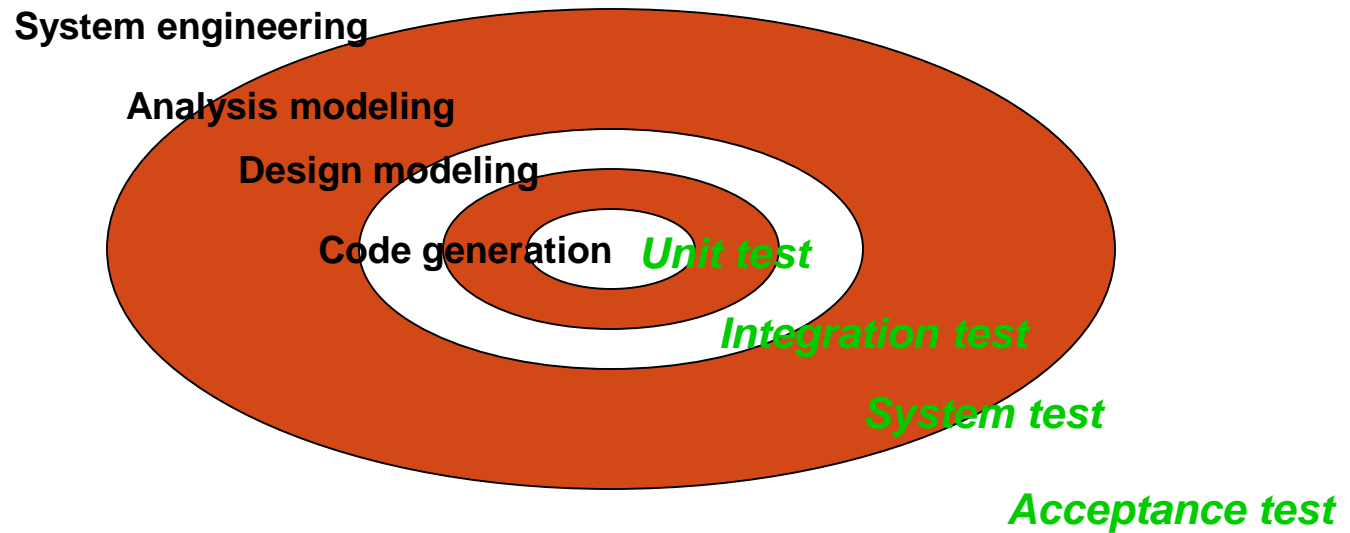 System engineering
Analysis modeling
Design modeling
Code generation
Unit test
Integration test
System test
Acceptance test